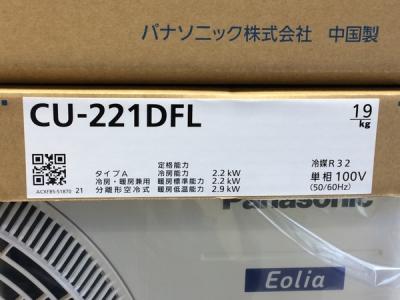 パナソニック株式会社 中国製
CU-221DFL
19
kg
定格能力
タイプA 冷房能力 2.2 kW
冷房・暖房兼用 暖房標準能力 2.2 kW
分離形空冷式 暖房低温能力 2.9 kW
冷媒R32
単相100V
(50/60Hz)
ACXF85-51870 21
Panasonic
Eolia